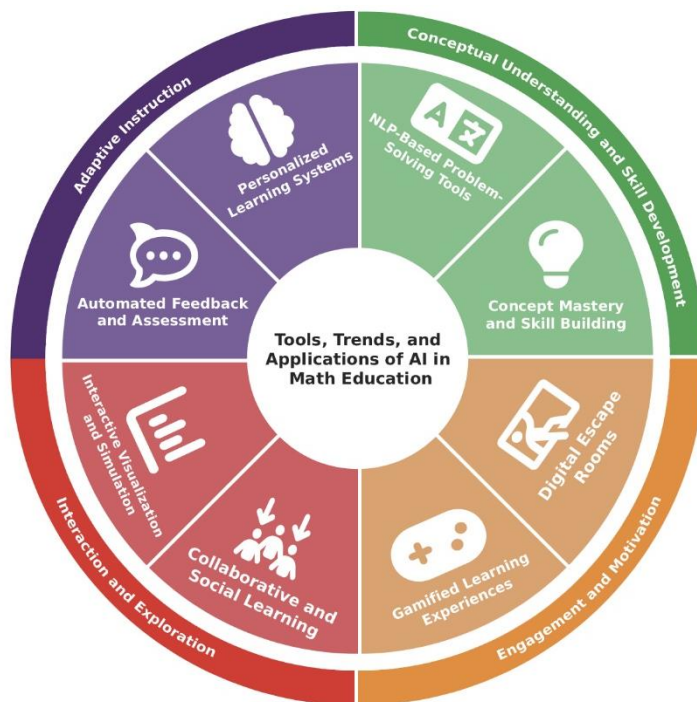 Adaptive Instruction
Conceptual Understanding and Skill Development
Personalized
Learning Systems
A 文
NLP-Based Problem-
Solving Tools
Automated Feedback
and Assessment
Concept Mastery
and Skill Building
Tools, Trends, and
Applications of AI in
Math Education
Interactive Visualization
and Simulation
Digital Escape
Rooms
Collaborative and
Social Learning
Gamified Learning
Experiences
Interaction and Exploration
Engagement and Motivation